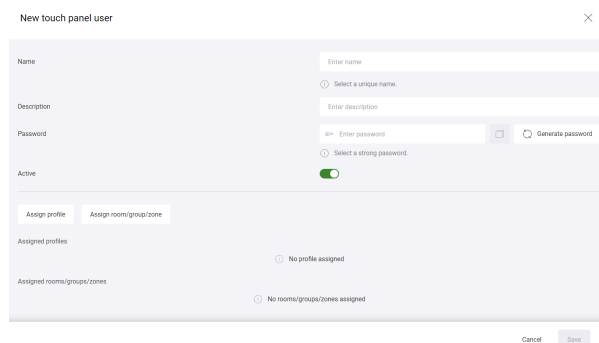 New touch panel user
Name
Enter name
Select a unique name.
Description
Enter description
Password
Enter password
Generate password
Select a strong password.
Active
Assign profile
Assign room/group/zone
Assigned profiles
No profile assigned
Assigned rooms/groups/zones
No rooms/groups/zones assigned
Cancel
Save